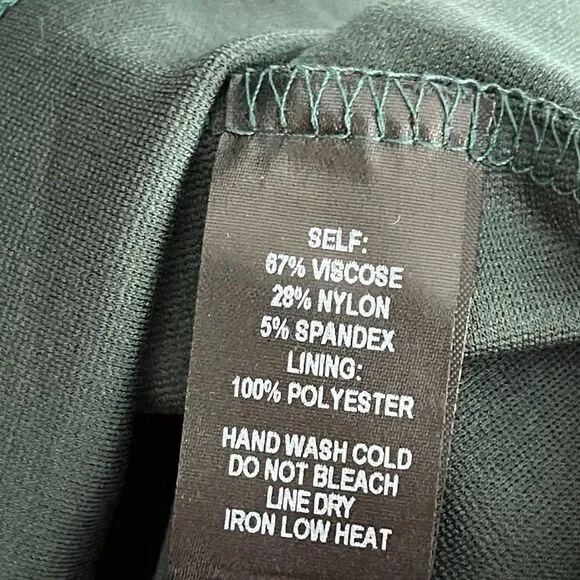 SELF:
67% VISCOSE
28% NYLON
5% SPANDEX
LINING:
100% POLYESTER
HAND WASH COLD
DO NOT BLEACH
LINE DRY
IRON LOW HEAT